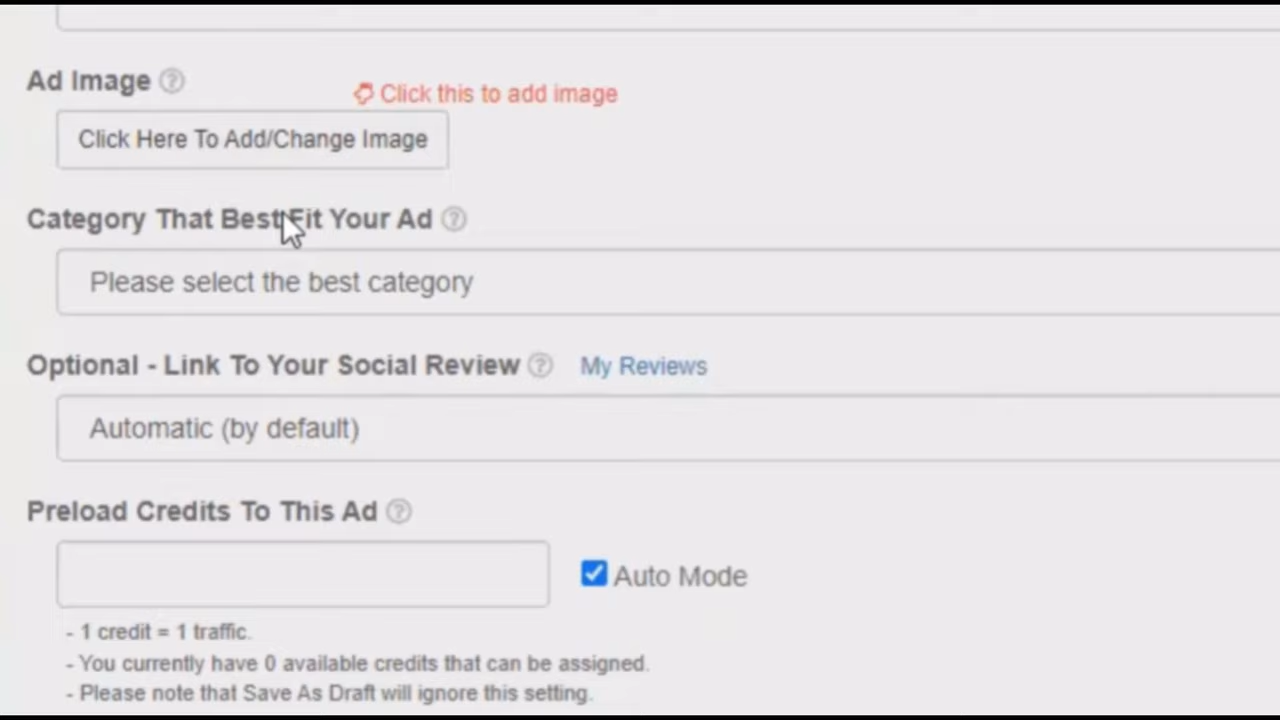 Ad Image ?
Click this to add image
Click Here To Add/Change Image
Category That Best Fit Your Ad ?
Please select the best category
Optional - Link To Your Social Review ? My Reviews
Automatic (by default)
Preload Credits To This Ad ?
Auto Mode
- 1 credit = 1 traffic.
- You currently have 0 available credits that can be assigned.
- Please note that Save As Draft will ignore this setting.